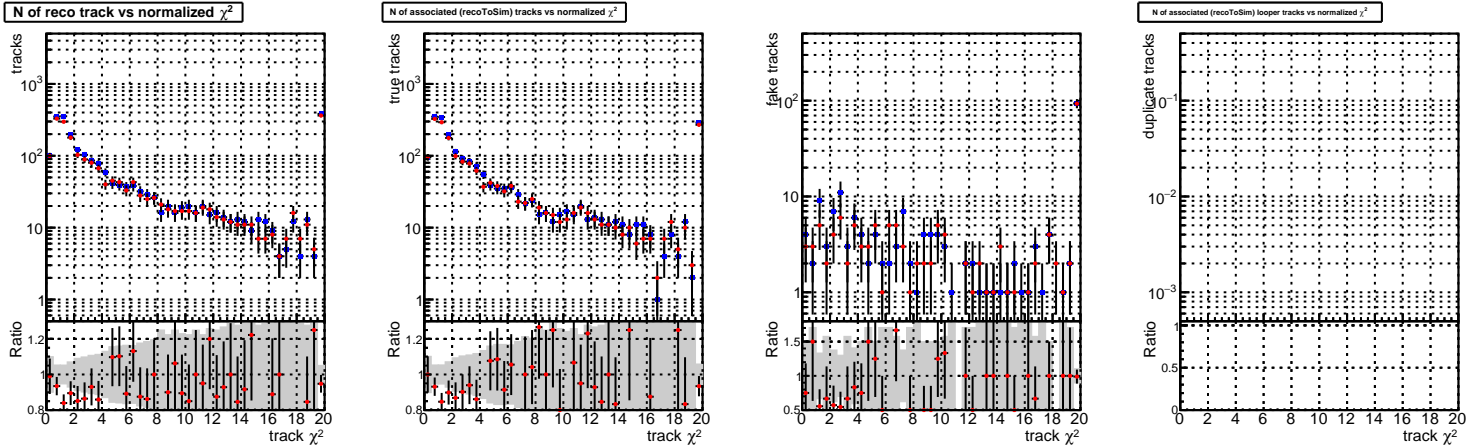 N of reco track vs normalized χ²
tracks
10³
10²
10
1
Ratio
1.2
1
0.8
0 2 4 6 8 10 12 14 16 18 20
track χ²
N of associated (recoToSim) tracks vs normalized χ²
true tracks
10³
10²
10
1
Ratio
1.2
1
0.8
0 2 4 6 8 10 12 14 16 18 20
track χ²
fake tracks
10²
10
1
Ratio
1.5
1
0.5
0 2 4 6 8 10 12 14 16 18 20
track χ²
N of associated (recoToSim) looper tracks vs normalized χ²
duplicate tracks
10⁻¹
10⁻²
10⁻³
Ratio
1
0.5
0
0 2 4 6 8 10 12 14 16 18 20
track χ²